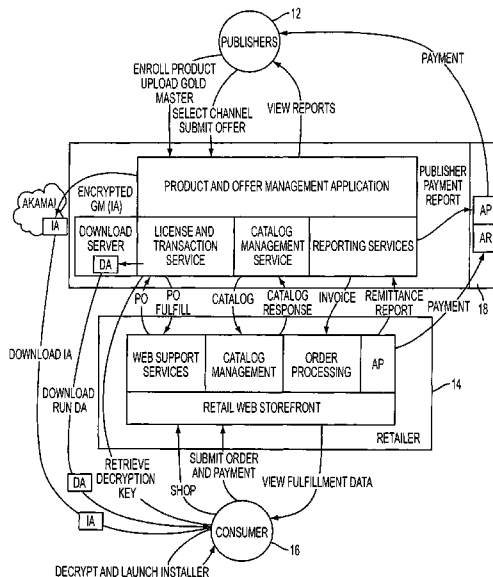 12
PUBLISHERS
ENROLL PRODUCT
UPLOAD GOLD
MASTER
SELECT CHANNEL
SUBMIT OFFER
VIEW REPORTS
PAYMENT
AKAMAI
IA
ENCRYPTED
GM (IA)
PRODUCT AND OFFER MANAGEMENT APPLICATION
PUBLISHER
PAYMENT
REPORT
AP
AR
18
DOWNLOAD
SERVER
DA
LICENSE AND
TRANSACTION
SERVICE
CATALOG
MANAGEMENT
SERVICE
REPORTING SERVICES
PO
PO
FULFILL
CATALOG
CATALOG
RESPONSE
INVOICE
REMITTANCE
REPORT
PAYMENT
DOWNLOAD IA
DOWNLOAD
RUN DA
WEB SUPPORT
SERVICES
CATALOG
MANAGEMENT
ORDER
PROCESSING
AP
RETAIL WEB STOREFRONT
14
RETAILER
RETRIEVE
DECRYPTION
KEY
SHOP
SUBMIT ORDER
AND PAYMENT
VIEW FULFILLMENT DATA
DA
IA
CONSUMER
16
DECRYPT AND LAUNCH INSTALLER